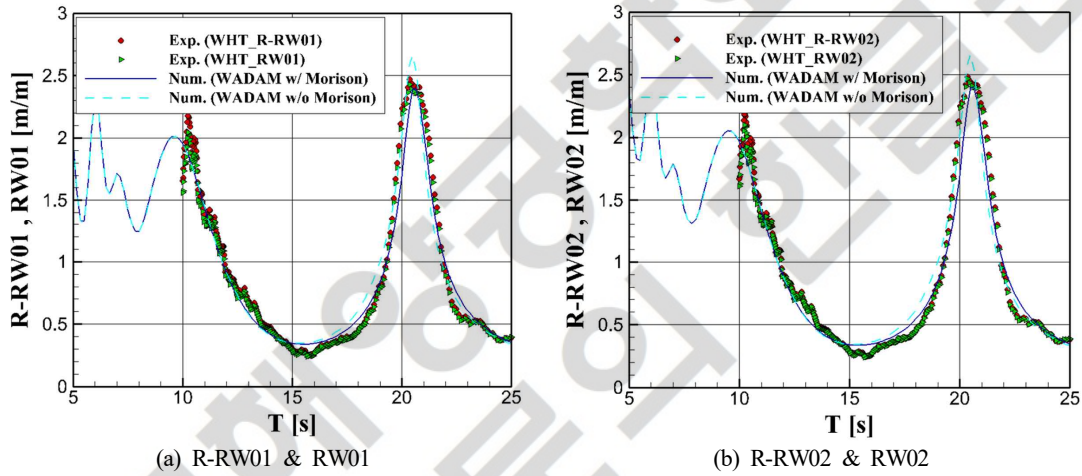 3
2.5
2
1.5
1
0.5
0
5 10 15 20 25
R-RW01 , RW01 [m/m]
T [s]
Exp. (WHT_R-RW01)
Exp. (WHT_RW01)
Num. (WADAM w/ Morison)
Num. (WADAM w/o Morison)
(a) R-RW01 & RW01
3
2.5
2
1.5
1
0.5
0
5 10 15 20 25
R-RW02 , RW02 [m/m]
T [s]
Exp. (WHT_R-RW02)
Exp. (WHT_RW02)
Num. (WADAM w/ Morison)
Num. (WADAM w/o Morison)
(b) R-RW02 & RW02